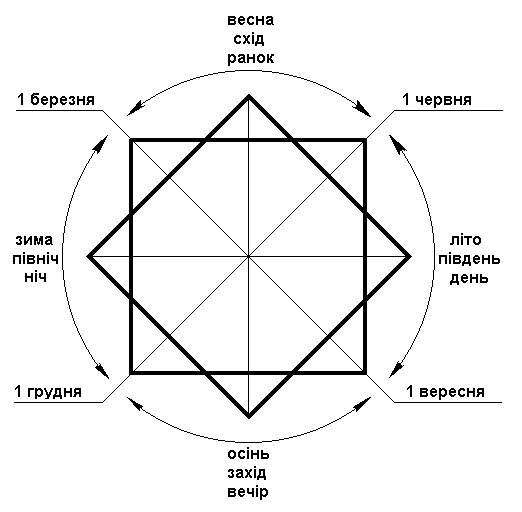 весна
схід
ранок
1 березня
1 червня
зима
північ
ніч
літо
південь
день
1 грудня
1 вересня
осінь
захід
вечір